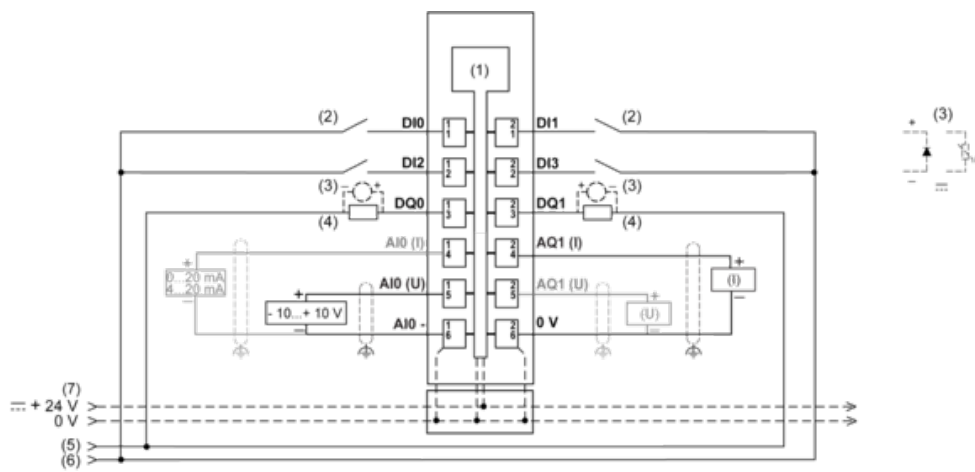 (1)
(2) DI0 1 1 2 1 DI1 (2)
(3)
+
-
DI2 1 2 2 2 DI3
(3) - + + - (3)
(4) DQ0 1 3 2 3 DQ1 (4)
AI0 (I) 1 4 2 4 AQ1 (I)
+ +
0...20 mA
4...20 mA
- (I) -
AI0 (U) 1 5 2 5 AQ1 (U)
+ +
- 10...+ 10 V (U)
- -
AI0 - 1 6 2 6 0 V
(7)
+ 24 V
0 V
(5)
(6)